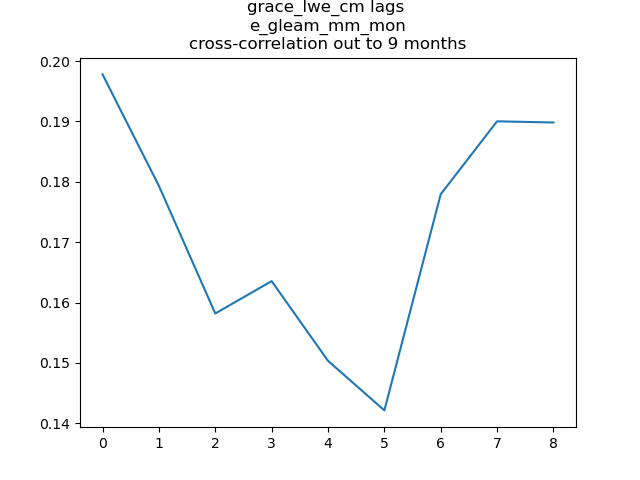 grace_lwe_cm lags
e_gleam_mm_mon
cross-correlation out to 9 months
0.20
0.19
0.18
0.17
0.16
0.15
0.14
0 1 2 3 4 5 6 7 8